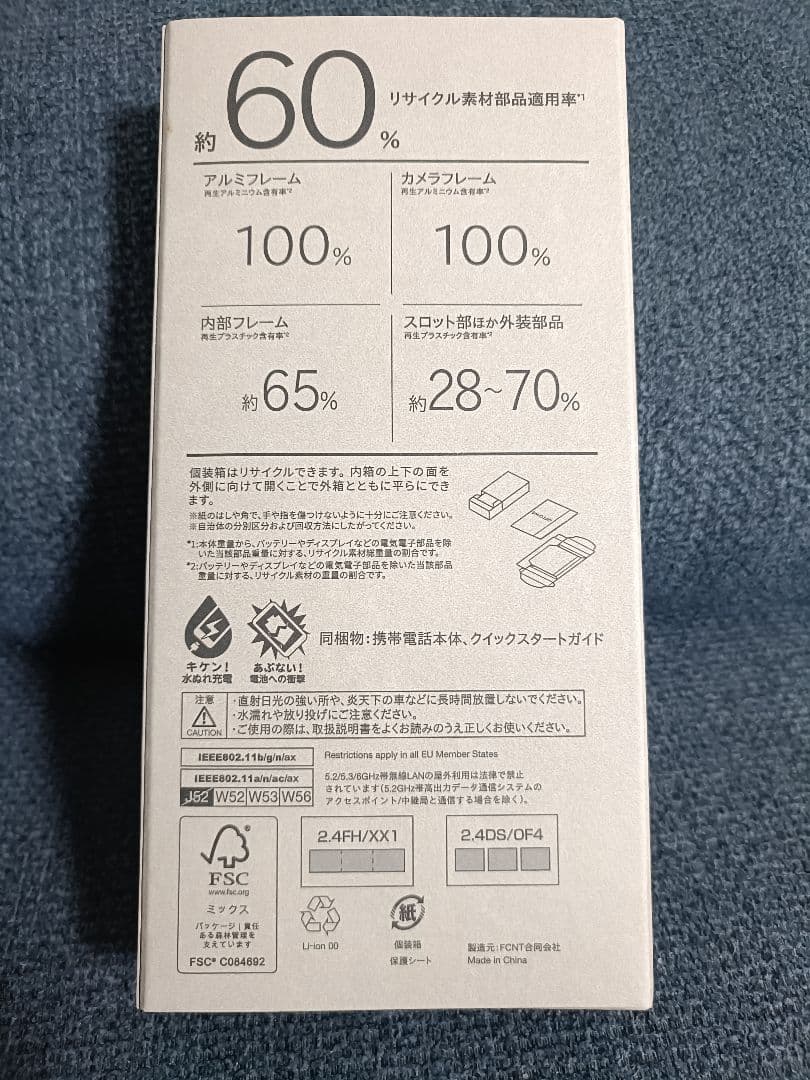 約60%
リサイクル素材部品適用率*1
アルミフレーム
再生アルミニウム含有率*2
100%
カメラフレーム
再生アルミニウム含有率*2
100%
内部フレーム
再生プラスチック含有率*2
約65%
スロット部ほか外装部品
再生プラスチック含有率*2
約28~70%
個装箱はリサイクルできます。内箱の上下の面を
外側に向けて開くことで外箱とともに平らにでき
ます。
※紙のはしや角で、手や指を傷つけないように十分にご注意ください。
※自治体の分別区分および回収方法にしたがってください。
*1:本体重量から、バッテリーやディスプレイなどの電気電子部品を除
いた当該部品重量に対する、リサイクル素材総重量の割合です。
*2:バッテリーやディスプレイなどの電気電子部品を除いた当該部品
重量に対する、リサイクル素材の重量の割合です。
キケン!
水ぬれ充電
あぶない!
電池への衝撃
同梱物:携帯電話本体、クイックスタートガイド
注意
CAUTION
・直射日光の強い所や、炎天下の車などに長時間放置しないでください。
・水濡れや放り投げにご注意ください。
・ご使用の際は、取扱説明書をよくお読みのうえ正しくお使いください。
IEEE802.11b/g/n/ax
Restrictions apply in all EU Member States
IEEE802.11a/n/ac/ax
J52 W52 W53 W56
5.2/5.3/6GHz帯無線LANの屋外利用は法律で禁止
されています(5.2GHz帯高出力データ通信システムの
アクセスポイント/中継局と通信する場合を除く)。
FSC
www.fsc.org
ミックス
パッケージ|責任
ある森林管理を
支えています
FSC® C084692
2.4FH/XX1
2.4DS/OF4
Li-ion 00
紙
個装箱
保護シート
製造元:FCNT合同会社
Made in China